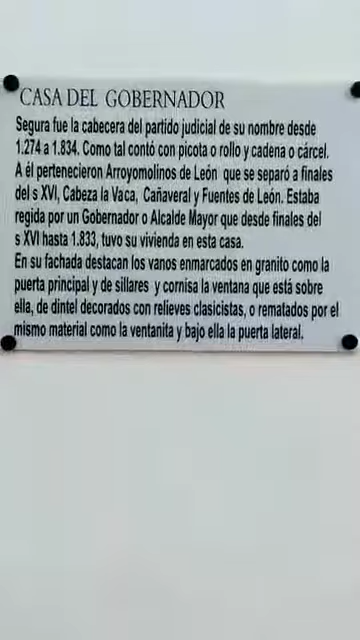 CASA DEL GOBERNADOR
Segura fue la cabecera del partido judicial de su nombre desde
1.274 a 1.834. Como tal contó con picota o rollo y cadena o cárcel.
A él pertenecieron Arroyomolinos de León que se separó a finales
del s XVI, Cabeza la Vaca, Cañaveral y Fuentes de León. Estaba
regida por un Gobernador o Alcalde Mayor que desde finales del
s XVI hasta 1.833, tuvo su vivienda en esta casa.
En su fachada destacan los vanos enmarcados en granito como la
puerta principal y de sillares y cornisa la ventana que está sobre
ella, de dintel decorados con relieves clasicistas, o rematados por el
mismo material como la ventanita y bajo ella la puerta lateral.